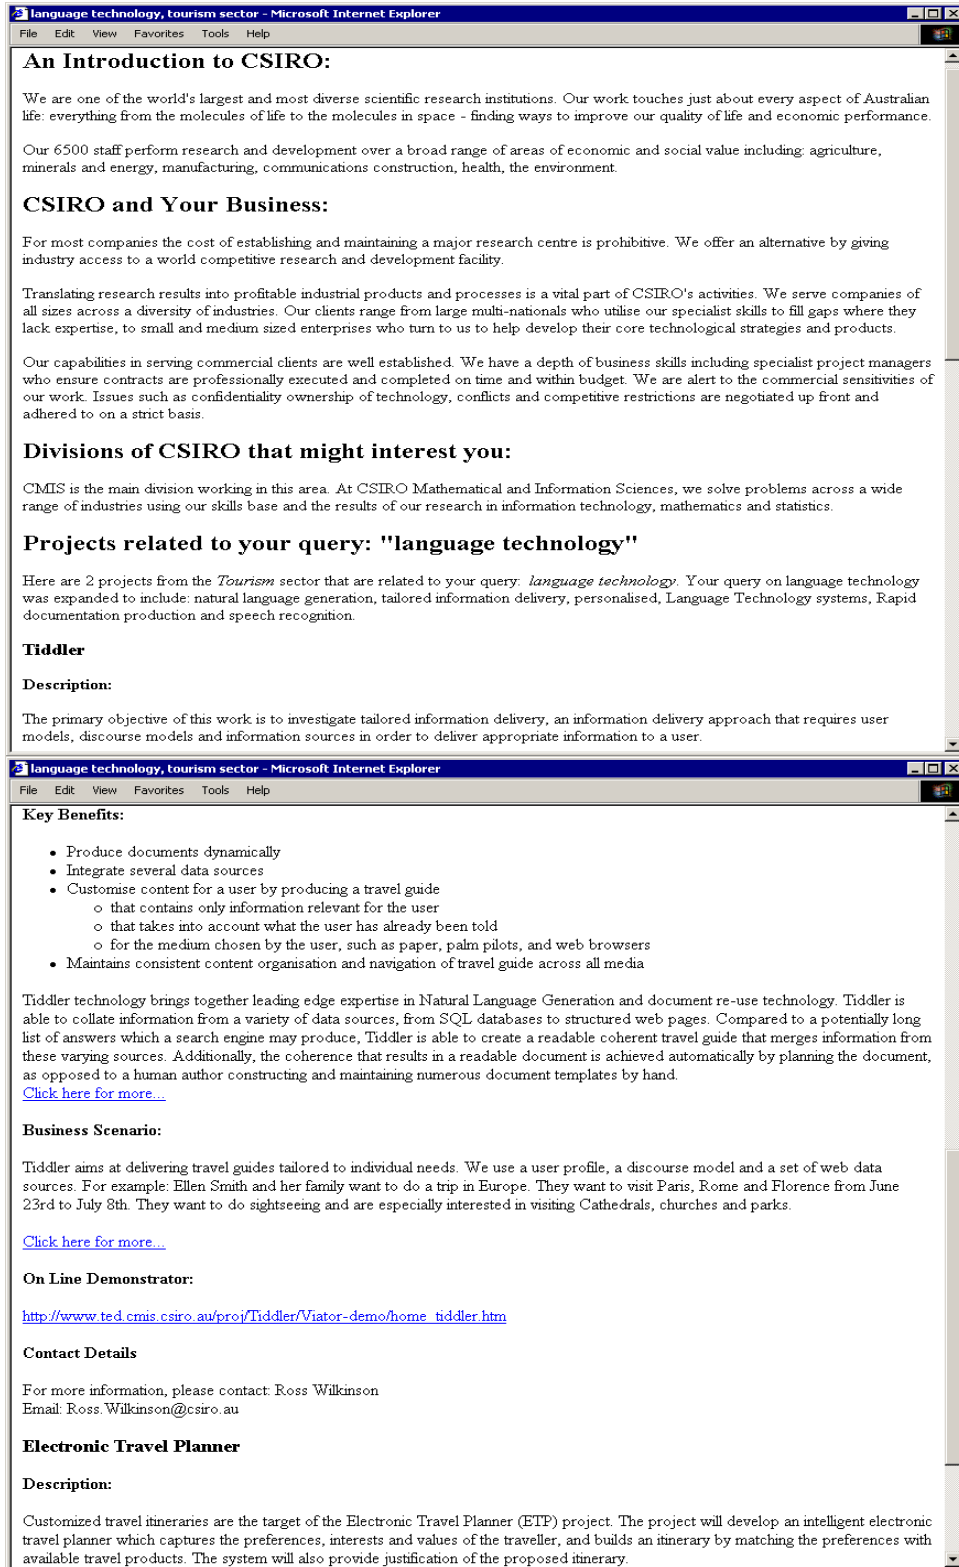 language technology, tourism sector - Microsoft Internet Explorer
File Edit View Favorites Tools Help
An Introduction to CSIRO:
We are one of the world's largest and most diverse scientific research institutions. Our work touches just about every aspect of Australian
life: everything from the molecules of life to the molecules in space - finding ways to improve our quality of life and economic performance.
Our 6500 staff perform research and development over a broad range of areas of economic and social value including: agriculture,
minerals and energy, manufacturing, communications construction, health, the environment.
CSIRO and Your Business:
For most companies the cost of establishing and maintaining a major research centre is prohibitive. We offer an alternative by giving
industry access to a world competitive research and development facility.
Translating research results into profitable industrial products and processes is a vital part of CSIRO's activities. We serve companies of
all sizes across a diversity of industries. Our clients range from large multi-nationals who utilise our specialist skills to fill gaps where they
lack expertise, to small and medium sized enterprises who turn to us to help develop their core technological strategies and products.
Our capabilities in serving commercial clients are well established. We have a depth of business skills including specialist project managers
who ensure contracts are professionally executed and completed on time and within budget. We are alert to the commercial sensitivities of
our work. Issues such as confidentiality ownership of technology, conflicts and competitive restrictions are negotiated up front and
adhered to on a strict basis.
Divisions of CSIRO that might interest you:
CMIS is the main division working in this area. At CSIRO Mathematical and Information Sciences, we solve problems across a wide
range of industries using our skills base and the results of our research in information technology, mathematics and statistics.
Projects related to your query: "language technology"
Here are 2 projects from the Tourism sector that are related to your query: language technology. Your query on language technology
was expanded to include: natural language generation, tailored information delivery, personalised, Language Technology systems, Rapid
documentation production and speech recognition.
Tiddler
Description:
The primary objective of this work is to investigate tailored information delivery, an information delivery approach that requires user
models, discourse models and information sources in order to deliver appropriate information to a user.
language technology, tourism sector - Microsoft Internet Explorer
File Edit View Favorites Tools Help
Key Benefits:
• Produce documents dynamically
• Integrate several data sources
• Customise content for a user by producing a travel guide
o that contains only information relevant for the user
o that takes into account what the user has already been told
o for the medium chosen by the user, such as paper, palm pilots, and web browsers
• Maintains consistent content organisation and navigation of travel guide across all media
Tiddler technology brings together leading edge expertise in Natural Language Generation and document re-use technology. Tiddler is
able to collate information from a variety of data sources, from SQL databases to structured web pages. Compared to a potentially long
list of answers which a search engine may produce, Tiddler is able to create a readable coherent travel guide that merges information from
these varying sources. Additionally, the coherence that results in a readable document is achieved automatically by planning the document,
as opposed to a human author constructing and maintaining numerous document templates by hand.
Click here for more...
Business Scenario:
Tiddler aims at delivering travel guides tailored to individual needs. We use a user profile, a discourse model and a set of web data
sources. For example: Ellen Smith and her family want to do a trip in Europe. They want to visit Paris, Rome and Florence from June
23rd to July 8th. They want to do sightseeing and are especially interested in visiting Cathedrals, churches and parks.
Click here for more...
On Line Demonstrator:
http://www.ted.cmis.csiro.au/proj/Tiddler/Viator-demo/home_tiddler.htm
Contact Details
For more information, please contact: Ross Wilkinson
Email: Ross.Wilkinson@csiro.au
Electronic Travel Planner
Description:
Customized travel itineraries are the target of the Electronic Travel Planner (ETP) project. The project will develop an intelligent electronic
travel planner which captures the preferences, interests and values of the traveller, and builds an itinerary by matching the preferences with
available travel products. The system will also provide justification of the proposed itinerary.